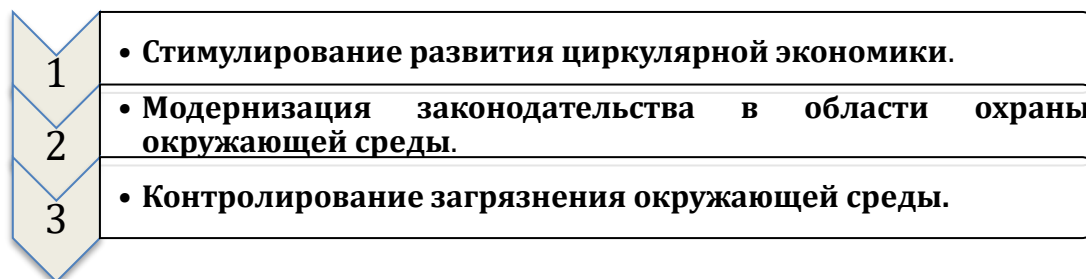 1
• Стимулирование развития циркулярной экономики.
2
• Модернизация законодательства в области охраны
окружающей среды.
3
• Контролирование загрязнения окружающей среды.